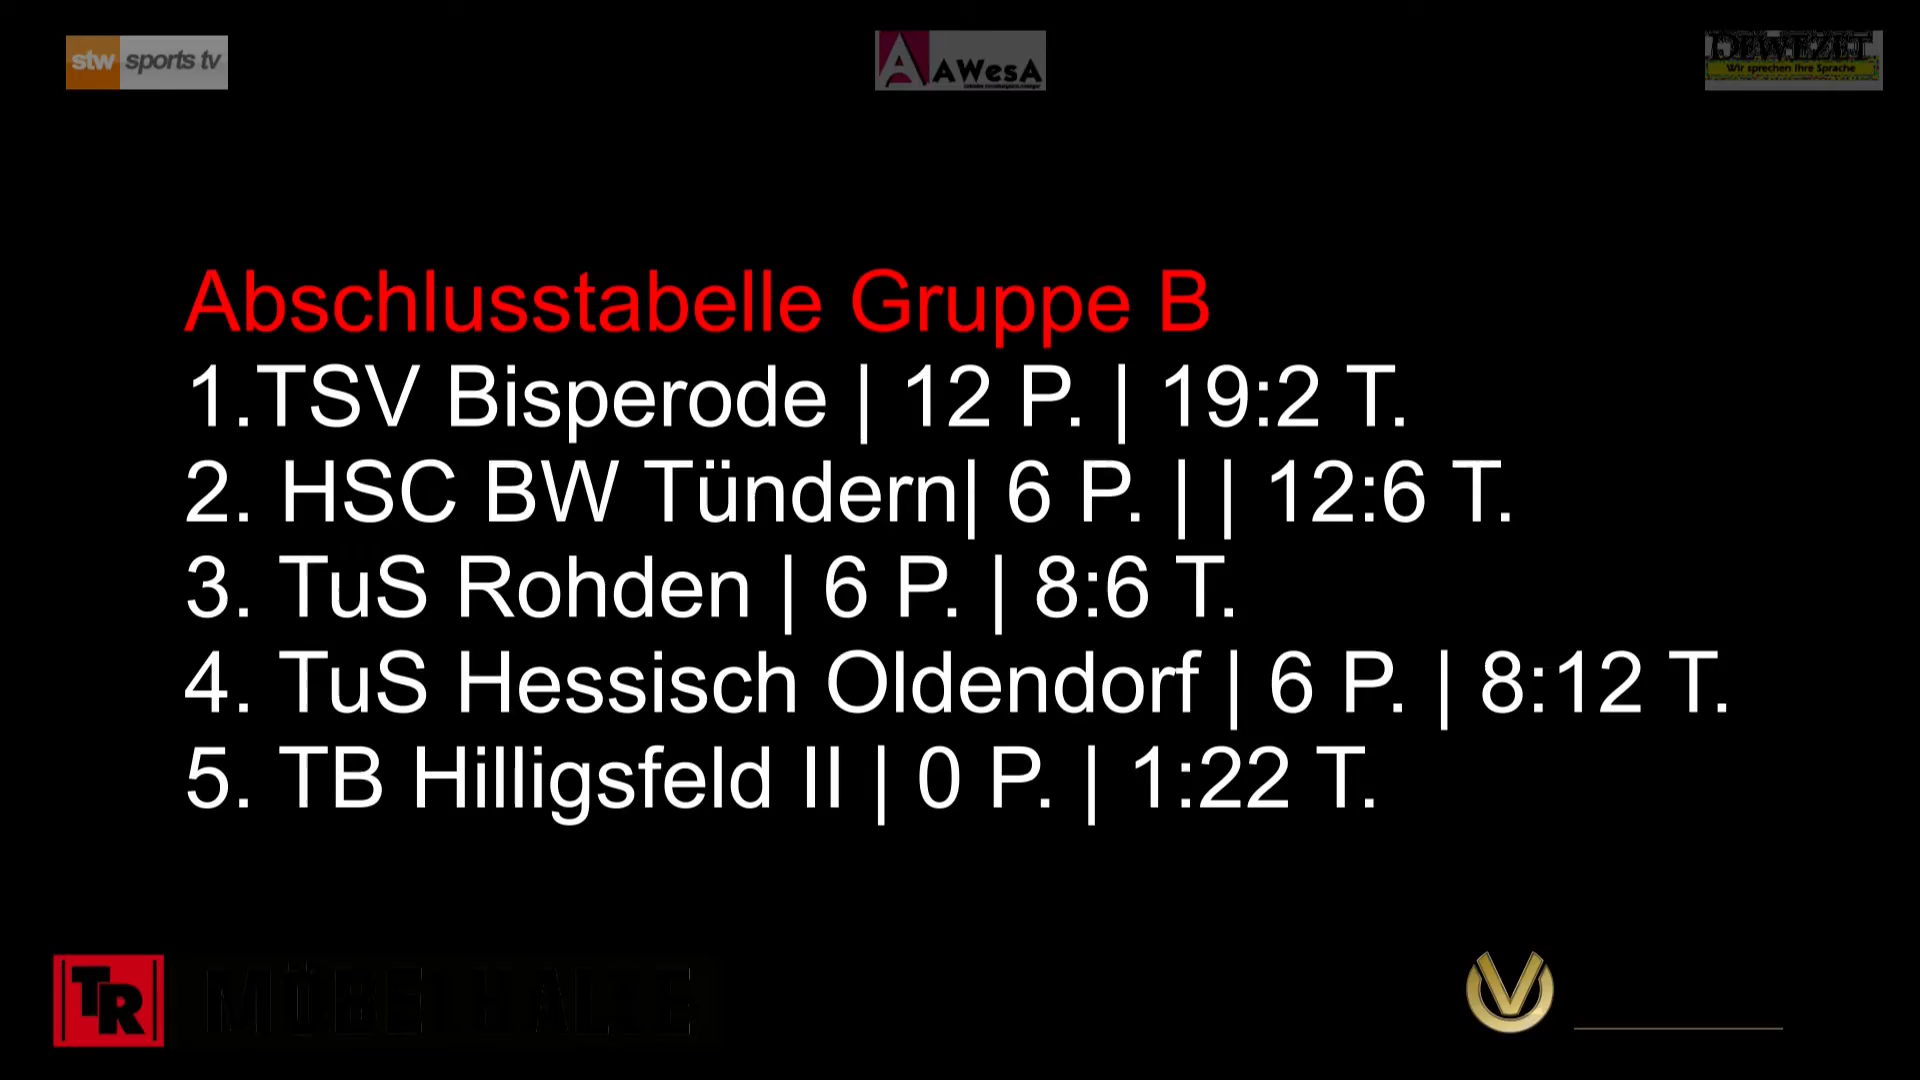 stw sports tv
AWesA
DEWEZET
Wir sprechen Ihre Sprache
Abschlusstabelle Gruppe B
1.TSV Bisperode | 12 P. | 19:2 T.
2. HSC BW Tündern| 6 P. | | 12:6 T.
3. TuS Rohden | 6 P. | 8:6 T.
4. TuS Hessisch Oldendorf | 6 P. | 8:12 T.
5. TB Hilligsfeld II | 0 P. | 1:22 T.
TR MÖBELHALLE